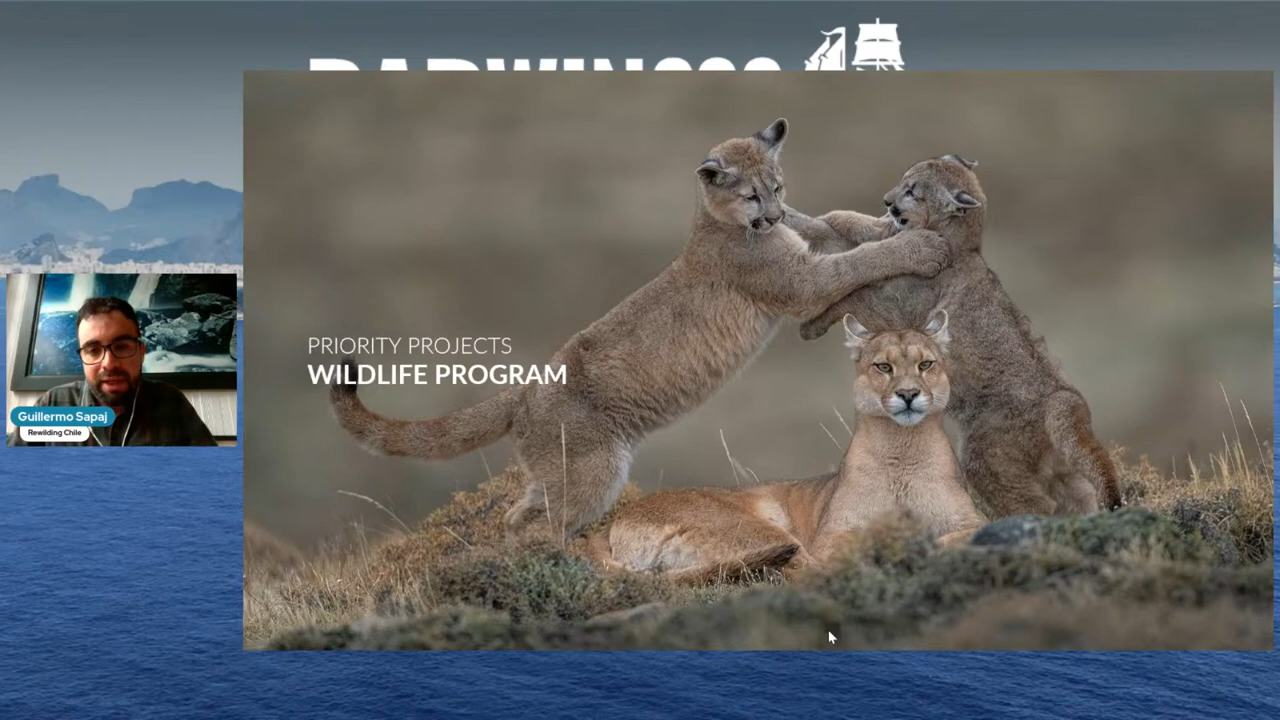 PRIORITY PROJECTS
WILDLIFE PROGRAM
Guillermo Sapaj
Rewilding Chile